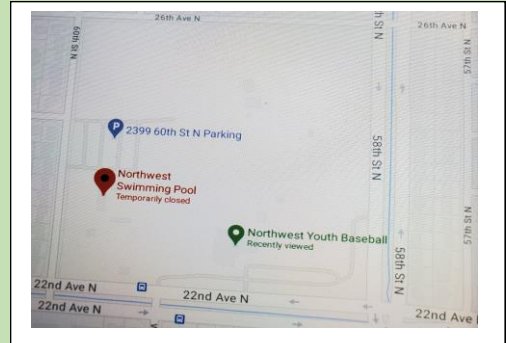 26th Ave N
26th Ave N
60th St N
th St N
57th St N
P
2399 60th St N Parking
58th St N
Northwest
Swimming Pool
Temporarily closed
Northwest Youth Baseball
Recently viewed
57th St N
58th St N
22nd Ave N
22nd Ave N
22nd Ave N
22nd Ave